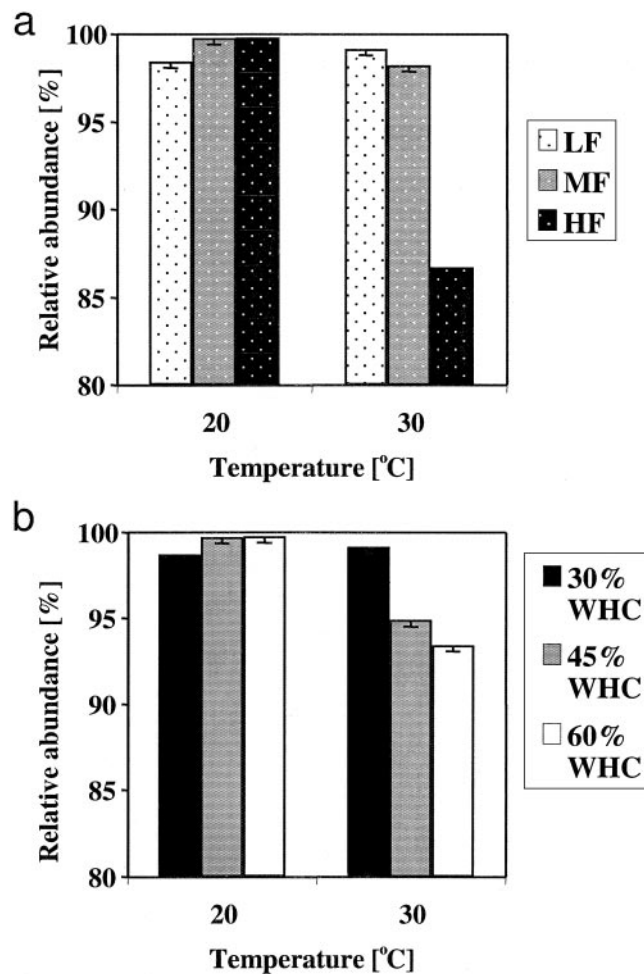 a
Relative abundance [%]
100
95
90
85
80
20
30
Temperature [°C]
LF
MF
HF
b
Relative abundance [%]
100
95
90
85
80
20
30
Temperature [°C]
30%
WHC
45%
WHC
60%
WHC